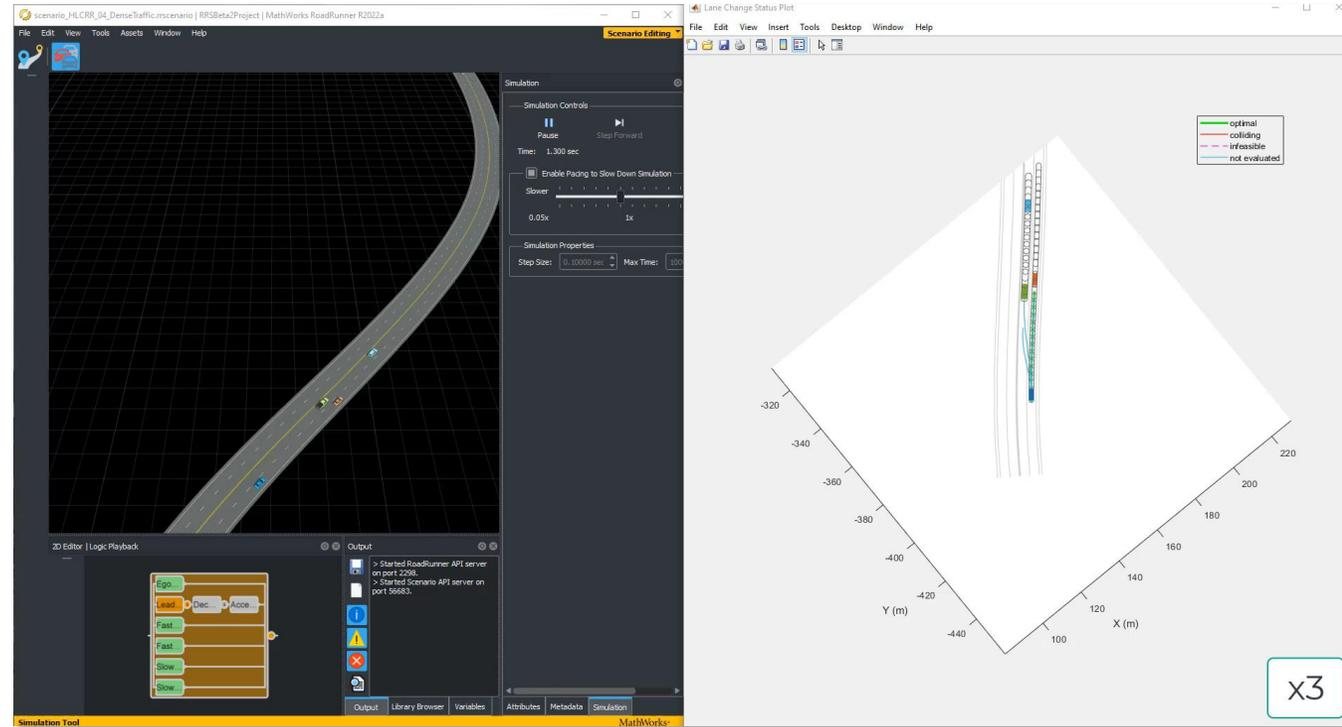 scenario_HLCRR_04_DenseTraffic.rrscenario | RRSBeta2Project | MathWorks RoadRunner R2022a
File Edit View Tools Assets Window Help
Scenario Editing
Simulation
Simulation Controls
Pause
Step Forward
Time: 1.300 sec
Enable Pacing to Slow Down Simulation
Slower
0.05x 1x
Simulation Properties
Step Size: 0.10000 sec Max Time: 100
2D Editor | Logic Playback
Ego...
Lead... Dec... Acce...
Fast...
Fast...
Slow...
Slow...
Output
> Started RoadRunner API server
on port 2298.
> Started Scenario API server on
port 56683.
Output Library Browser Variables
Attributes Metadata Simulation
Simulation Tool
MathWorks
Lane Change Status Plot
File Edit View Insert Tools Desktop Window Help
optimal
colliding
infeasible
not evaluated
-320
-340
-360
-380
-400
-420
-440
Y (m)
220
200
180
160
140
120
100
X (m)
x3